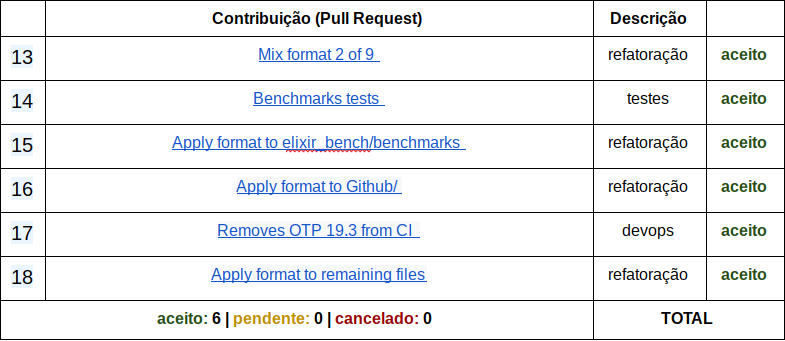 Contribuição (Pull Request) Descrição
13 Mix format 2 of 9 refatoração aceito
14 Benchmarks tests testes aceito
15 Apply format to elixir_bench/benchmarks refatoração aceito
16 Apply format to Github/ refatoração aceito
17 Removes OTP 19.3 from CI devops aceito
18 Apply format to remaining files refatoração aceito
aceito: 6 | pendente: 0 | cancelado: 0 TOTAL